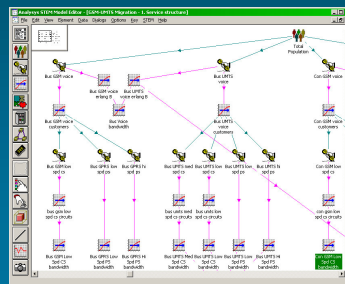 Analysys STEM Model Editor - [GSM-UMTS Migration - 1. Service structure]
File Edit View Element Data Dialogs Options Key STEM Help
Total
Population
Bus GSM voice
Bus UMTS
voice
Con GSM voice
Bus GSM voice
erlang B
Bus UMTS
voice erlang B
Bus GSM voice
customers
Bus Voice
bandwidth
Bus UMTS
voice
customers
Con GSM voice
customers
Bus GSM low
spd cs
Bus GPRS low
spd ps
Bus GPRS hi
spd ps
Bus UMTS med
spd cs
Bus UMTS low
spd cs
Bus UMTS low
spd ps
Bus UMTS hi
spd ps
Con GSM low
spd cs
bus gsm low
spd cs circuits
bus umts med
spd cs circuits
bus umts low
spd cs circuits
con gsm low
spd cs circuits
Bus GSM Low
Spd CS
bandwidth
Bus GPRS Low
Spd PS
bandwidth
Bus GPRS Hi
Spd PS
bandwidth
Bus UMTS Med
Spd CS
bandwidth
Bus UMTS Low
Spd CS
bandwidth
Bus UMTS Low
Spd PS
bandwidth
Bus UMTS Hi
Spd PS
bandwidth
Con GSM Low
Spd CS
bandwidth